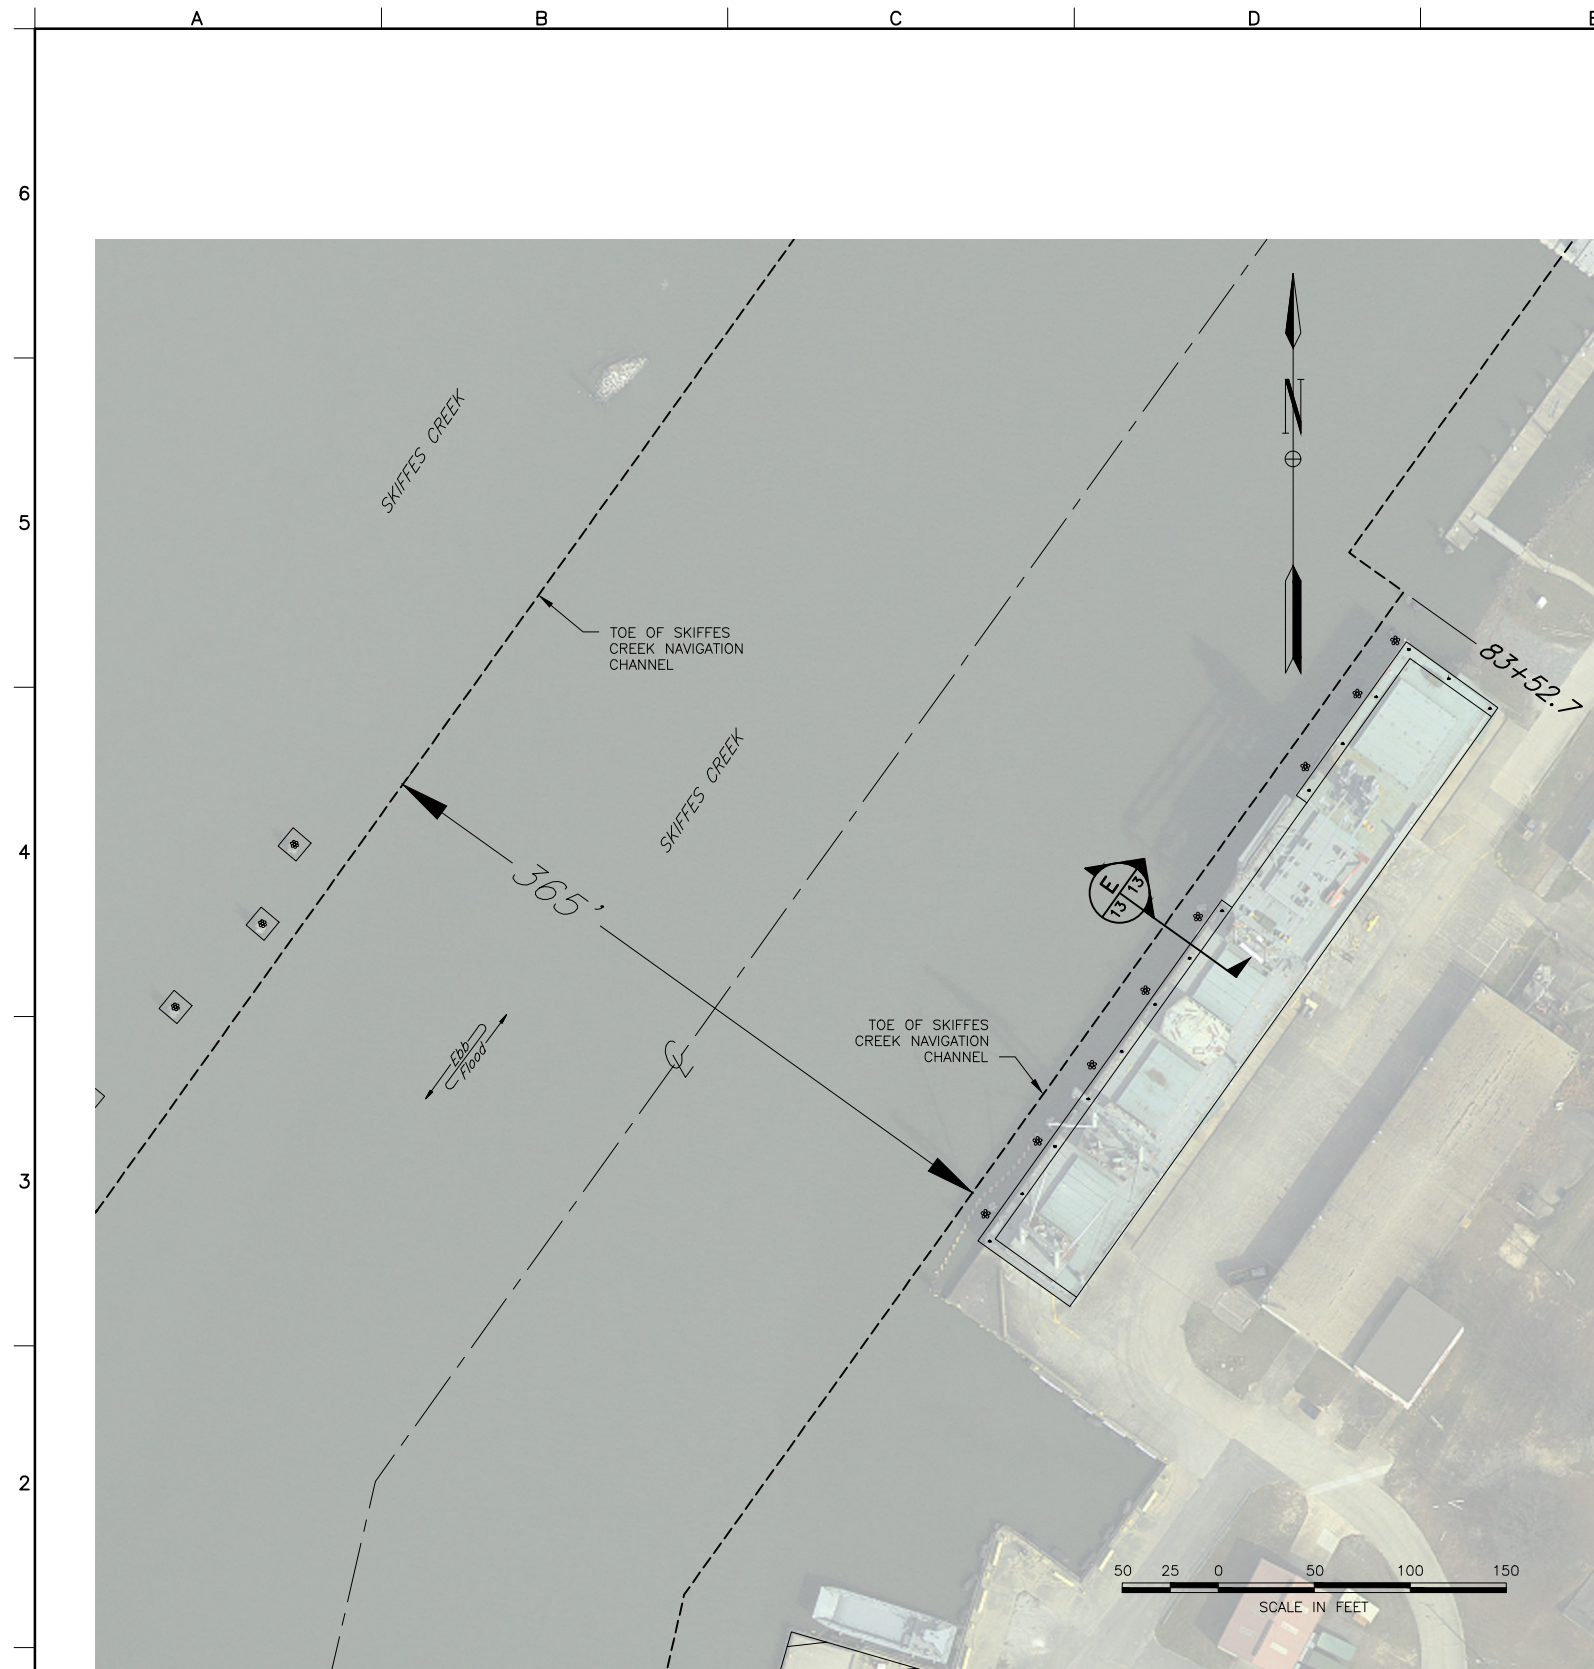 A
B
C
D
E
6
5
4
3
2
N
SKIFFES CREEK
TOE OF SKIFFES
CREEK NAVIGATION
CHANNEL
83+52.7
SKIFFES CREEK
365'
E
13
13
Ebb
Flood
TOE OF SKIFFES
CREEK NAVIGATION
CHANNEL
CL
50 25 0 50 100 150
SCALE IN FEET